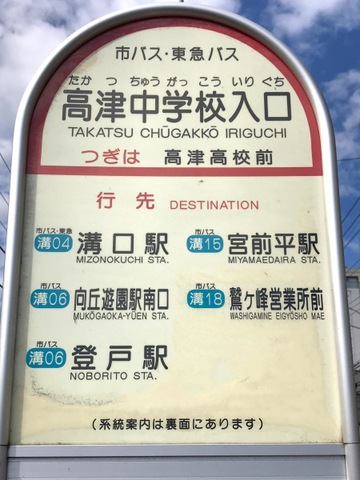 市バス・東急バス
たか つ ちゅう がっ こう いり ぐち
高津中学校入口
TAKATSU CHŪGAKKŌ IRIGUCHI
つぎは 高津高校前
行先 DESTINATION
市バス・東急
溝04 溝口駅
MIZONOKUCHI STA.
市バス
溝15 宮前平駅
MIYAMAEDAIRA STA.
市バス
溝06 向丘遊園駅南口
MUKŌGAOKA-YŪEN STA.
市バス
溝18 鷲ヶ峰営業所前
WASHIGAMINE EIGYŌSHO MAE
市バス
溝06 登戸駅
NOBORITO STA.
(系統案内は裏面にあります)